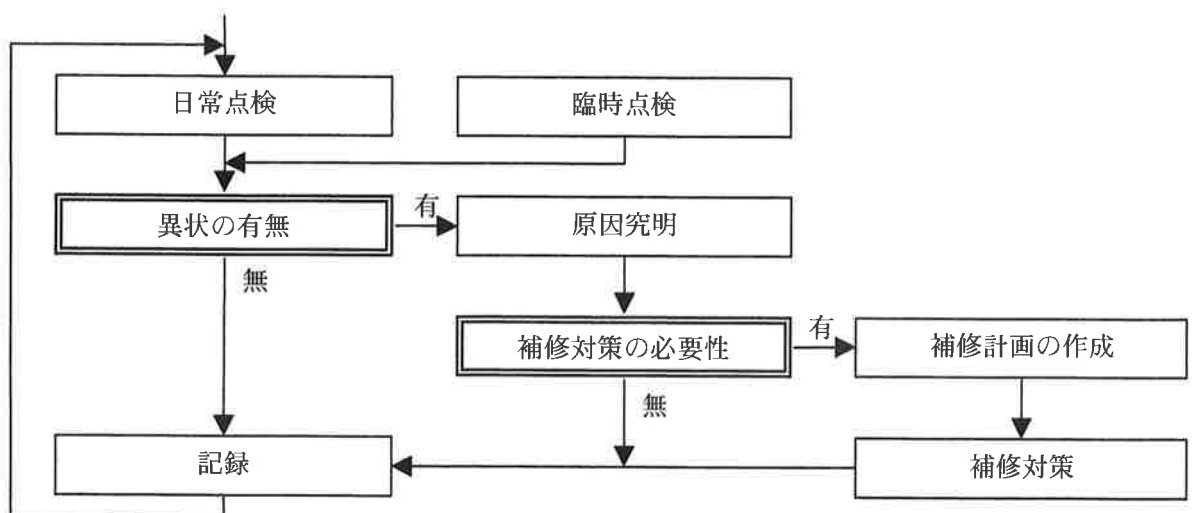 日常点検
臨時点検
異状の有無
有
原因究明
無
補修対策の必要性
有
補修計画の作成
無
記録
補修対策